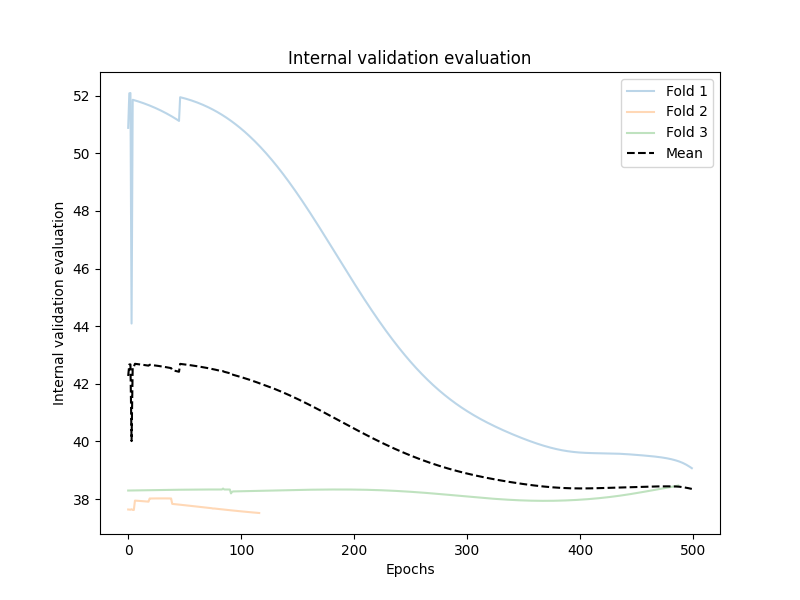 Internal validation evaluation
Internal validation evaluation
52
50
48
46
44
42
40
38
0 100 200 300 400 500
Epochs
Fold 1
Fold 2
Fold 3
Mean